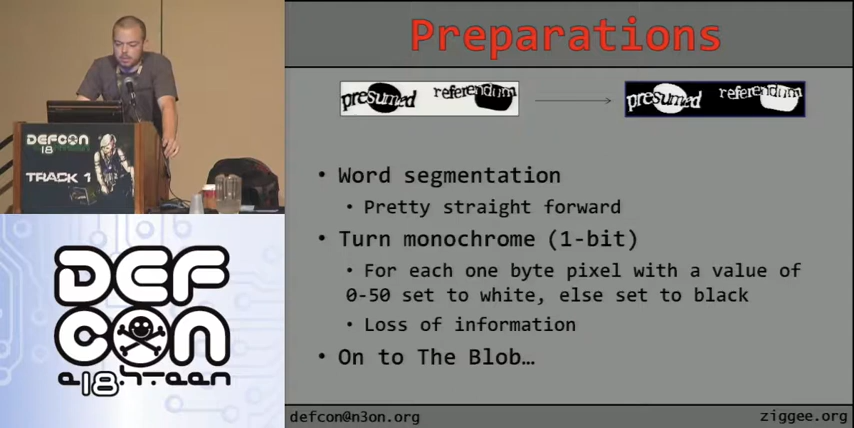 Preparations
presumed referendum
presumed referendum
• Word segmentation
• Pretty straight forward
• Turn monochrome (1-bit)
• For each one byte pixel with a value of
0-50 set to white, else set to black
• Loss of information
• On to The Blob…
defcon@n3on.org
ziggee.org
DEFCON
18
TRACK 1
DEF
CON
e18.hteen